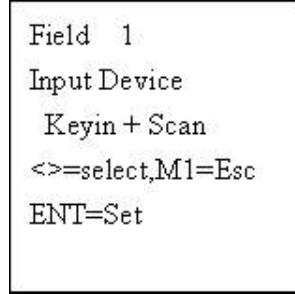 Field 1
Input Device
Keyin + Scan
<>=select,M1=Esc
ENT=Set